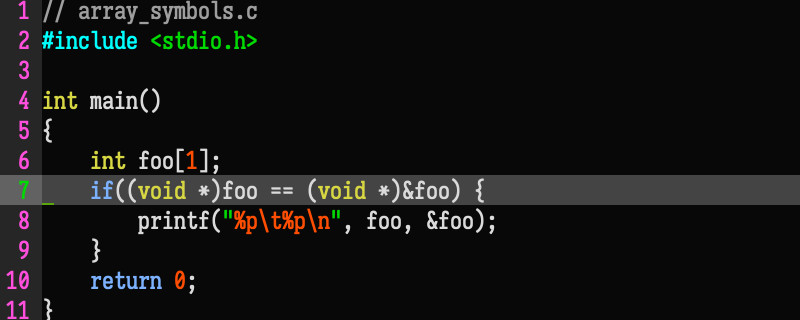 1 // array_symbols.c
2 #include <stdio.h>
3
4 int main()
5 {
6     int foo[1];
7     if((void *)foo == (void *)&foo) {
8         printf("%p\t%p\n", foo, &foo);
9     }
10     return 0;
11 }